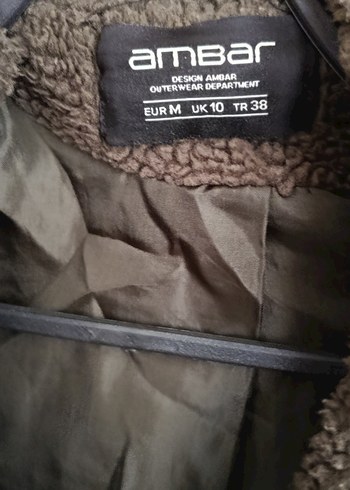 amBar
DESIGN AMBAR
OUTERWEAR DEPARTMENT
EUR M UK 10 TR 38